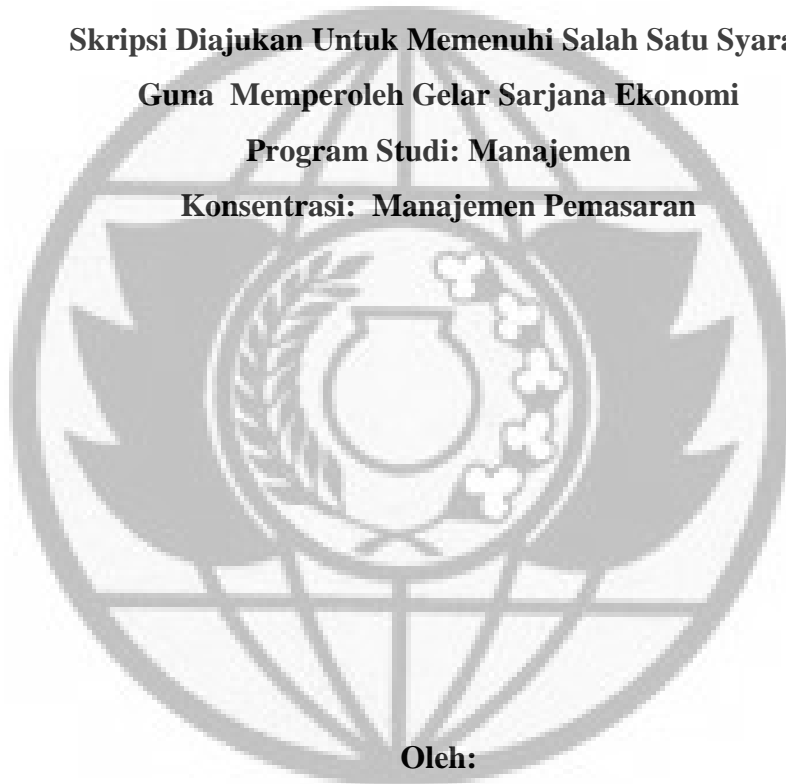 Skripsi Diajukan Untuk Memenuhi Salah Satu
Guna Memperoleh Gelar Sarjana Ekonomi
Program Studi: Manajemen
Konsentrasi: Manajemen Pemasaran
Oleh: